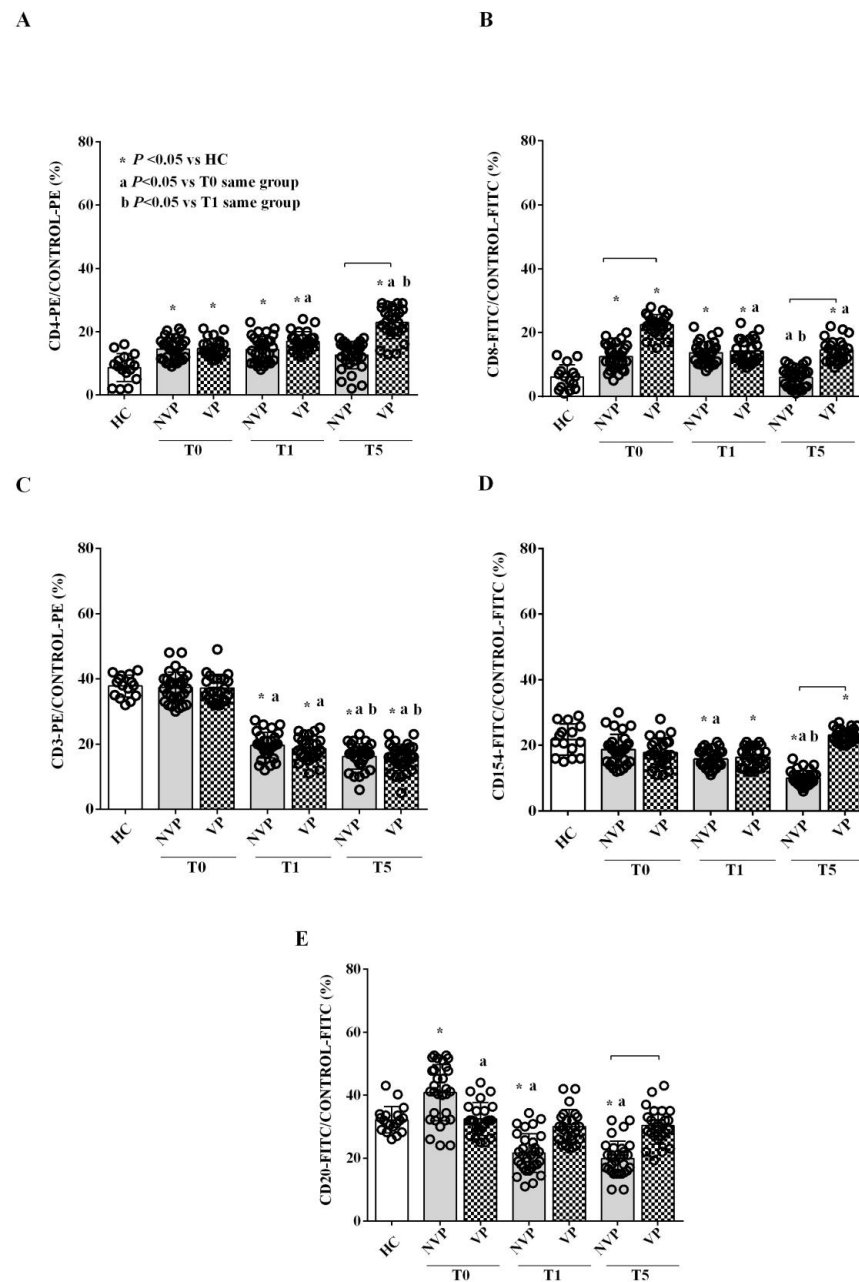 A
CD4-PE/CONTROL-PE (%)
80
60
40
20
0
* P <0.05 vs HC
a P<0.05 vs T0 same group
b P<0.05 vs T1 same group
* * * * a * a b
HC NVP VP NVP VP NVP VP
T0 T1 T5
B
CD8-FITC/CONTROL-FITC (%)
80
60
40
20
0
* * * * a a b * a
HC NVP VP NVP VP NVP VP
T0 T1 T5
C
CD3-PE/CONTROL-PE (%)
80
60
40
20
0
* a * a * a b * a b
HC NVP VP NVP VP NVP VP
T0 T1 T5
D
CD154-FITC/CONTROL-FITC (%)
80
60
40
20
0
* a * * a b *
HC NVP VP NVP VP NVP VP
T0 T1 T5
E
CD20-FITC/CONTROL-FITC (%)
80
60
40
20
0
* a * a * a
HC NVP VP NVP VP NVP VP
T0 T1 T5